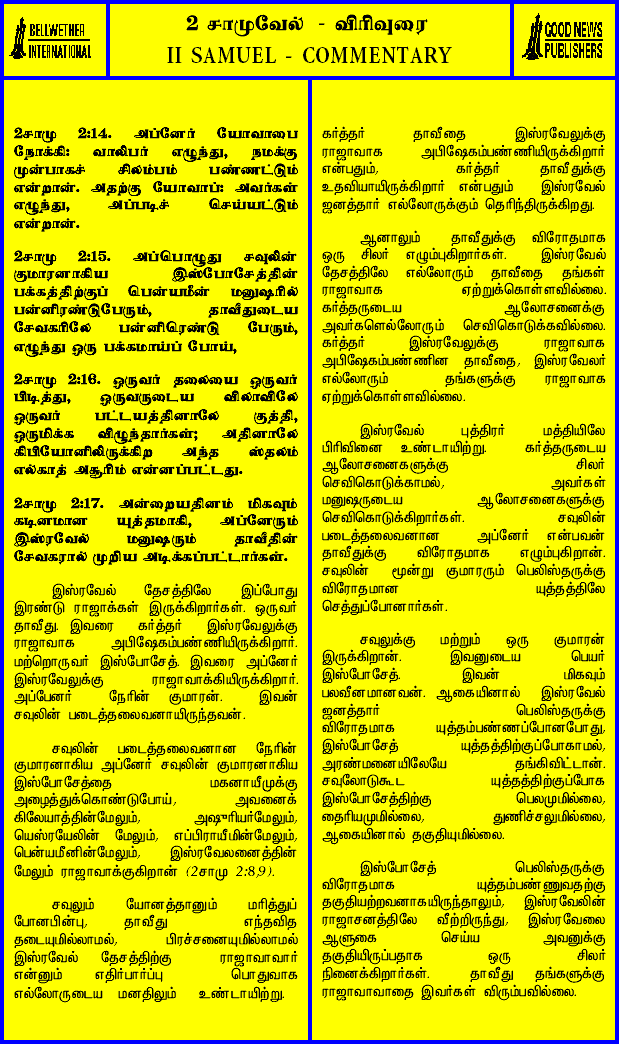 BELLWETHER
INTERNATIONAL
2 சாமுவேல் - விரிவுரை
II SAMUEL - COMMENTARY
GOOD NEWS
PUBLISHERS
2சாமு 2:14. அப்னேர் யோவாபை
நோக்கி: வாலிபர் எழுந்து, நமக்கு
முன்பாகச் சிலம்பம் பண்ணட்டும்
என்றான். அதற்கு யோவாப்: அவர்கள்
எழுந்து, அப்படிச் செய்யட்டும்
என்றான்.
2சாமு 2:15. அப்பொழுது சவுலின்
குமாரனாகிய இஸ்போசேத்தின்
பக்கத்திற்குப் பென்யமீன் மனுஷரில்
பன்னிரண்டுபேரும், தாவீதுடைய
சேவகரிலே பன்னிரெண்டு பேரும்,
எழுந்து ஒரு பக்கமாய்ப் போய்,
2சாமு 2:16. ஒருவர் தலையை ஒருவர்
பிடித்து, ஒருவருடைய விலாவிலே
ஒருவர் பட்டயத்தினாலே குத்தி,
ஒருமிக்க விழுந்தார்கள்; அதினாலே
கிபியோனிலிருக்கிற அந்த ஸ்தலம்
எல்காத் அசூரிம் என்னப்பட்டது.
2சாமு 2:17. அன்றையதினம் மிகவும்
கடினமான யுத்தமாகி, அப்னேரும்
இஸ்ரவேல் மனுஷரும் தாவீதின்
சேவகரால் முறிய அடிக்கப்பட்டார்கள்.
இஸ்ரவேல் தேசத்திலே இப்போது
இரண்டு ராஜாக்கள் இருக்கிறார்கள். ஒருவர்
தாவீது. இவரை கர்த்தர் இஸ்ரவேலுக்கு
ராஜாவாக அபிஷேகம்பண்ணியிருக்கிறார்.
மற்றொருவர் இஸ்போசேத். இவரை அப்னேர்
இஸ்ரவேலுக்கு ராஜாவாக்கியிருக்கிறார்.
அப்பேனர் நேரின் குமாரன். இவன்
சவுலின் படைத்தலைவனாயிருந்தவன்.
சவுலின் படைத்தலைவனான நேரின்
குமாரனாகிய அப்னேர் சவுலின் குமாரனாகிய
இஸ்போசேத்தை மகனாயீமுக்கு
அழைத்துக்கொண்டுபோய், அவனைக்
கிலேயாத்தின்மேலும், அஷூரியர்மேலும்,
யெஸ்ரயேலின் மேலும், எப்பிராயீமின்மேலும்,
பென்யமீனின்மேலும், இஸ்ரவேலனைத்தின்
மேலும் ராஜாவாக்குகிறான் (2சாமு 2:8,9).
சவுலும் யோனத்தானும் மரித்துப்
போனபின்பு, தாவீது எந்தவித
தடையுமில்லாமல், பிரச்சனையுமில்லாமல்
இஸ்ரவேல் தேசத்திற்கு ராஜாவாவார்
என்னும் எதிர்பார்ப்பு பொதுவாக
எல்லோருடைய மனதிலும் உண்டாயிற்று.
கர்த்தர் தாவீதை இஸ்ரவேலுக்கு
ராஜாவாக அபிஷேகம்பண்ணியிருக்கிறார்
என்பதும், கர்த்தர் தாவீதுக்கு
உதவியாயிருக்கிறார் என்பதும் இஸ்ரவேல்
ஜனத்தார் எல்லோருக்கும் தெரிந்திருக்கிறது.
ஆனாலும் தாவீதுக்கு விரோதமாக
ஒரு சிலர் எழும்புகிறார்கள். இஸ்ரவேல்
தேசத்திலே எல்லோரும் தாவீதை தங்கள்
ராஜாவாக ஏற்றுக்கொள்ளவில்லை.
கர்த்தருடைய ஆலோசனைக்கு
அவர்களெல்லோரும் செவிகொடுக்கவில்லை.
கர்த்தர் இஸ்ரவேலுக்கு ராஜாவாக
அபிஷேகம்பண்ணின தாவீதை, இஸ்ரவேலர்
எல்லோரும் தங்களுக்கு ராஜாவாக
ஏற்றுக்கொள்ளவில்லை.
இஸ்ரவேல் புத்திரர் மத்தியிலே
பிரிவினை உண்டாயிற்று. கர்த்தருடைய
ஆலோசனைகளுக்கு சிலர்
செவிகொடுக்காமல், அவர்கள்
மனுஷருடைய ஆலோசனைகளுக்கு
செவிகொடுக்கிறார்கள். சவுலின்
படைத்தலைவனான அப்னேர் என்பவன்
தாவீதுக்கு விரோதமாக எழும்புகிறான்.
சவுலின் மூன்று குமாரரும் பெலிஸ்தருக்கு
விரோதமான யுத்தத்திலே
செத்துப்போனார்கள்.
சவுலுக்கு மற்றும் ஒரு குமாரன்
இருக்கிறான். இவனுடைய பெயர்
இஸ்போசேத். இவன் மிகவும்
பலவீனமானவன். ஆகையினால் இஸ்ரவேல்
ஜனத்தார் பெலிஸ்தருக்கு
விரோதமாக யுத்தம்பண்ணப்போனபோது,
இஸ்போசேத் யுத்தத்திற்குப்போகாமல்,
அரண்மனையிலேயே தங்கிவிட்டான்.
சவுலோடுகூட யுத்தத்திற்குப்போக
இஸ்போசேத்திற்கு பெலமுமில்லை,
தைரியமுமில்லை, துணிச்சலுமில்லை,
ஆகையினால் தகுதியுமில்லை.
இஸ்போசேத் பெலிஸ்தருக்கு
விரோதமாக யுத்தம்பண்ணுவதற்கு
தகுதியற்றவனாகயிருந்தாலும், இஸ்ரவேலின்
ராஜாசனத்திலே வீற்றிருந்து, இஸ்ரவேலை
ஆளுகை செய்ய அவனுக்கு
தகுதியிருப்பதாக ஒரு சிலர்
நினைக்கிறார்கள். தாவீது தங்களுக்கு
ராஜாவாவாதை இவர்கள் விரும்பவில்லை.